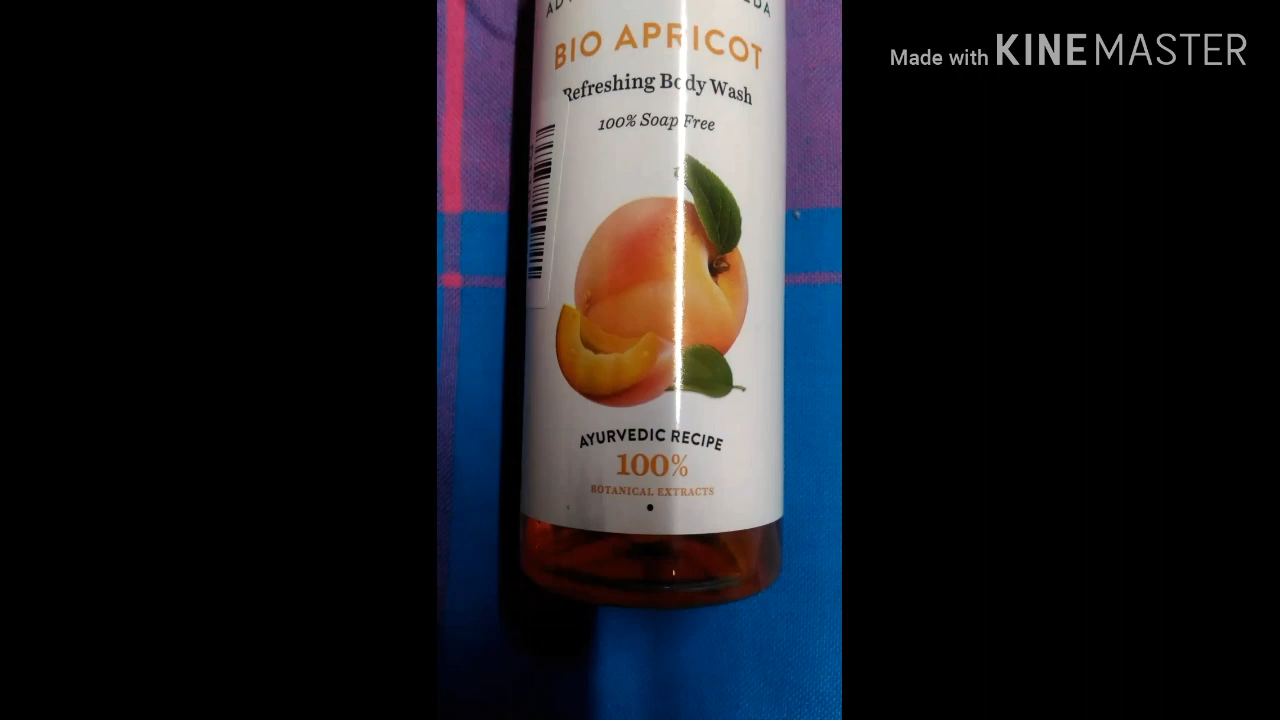 Made with KINEMASTER
BIO APRICOT
Refreshing Body Wash
100% Soap Free
AYURVEDIC RECIPE
100%
BOTANICAL EXTRACTS